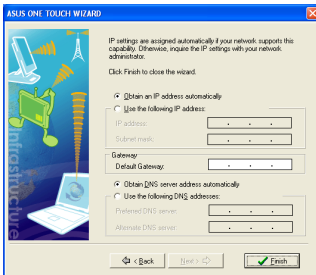 ASUS ONE TOUCH WIZARD
IP settings are assigned automatically if your network supports this
capability. Otherwise, inquire the IP settings with your network
administrator.
Click Finish to close the wizard.
Obtain an IP address automatically
Use the following IP address:
IP address:
Subnet mask:
Gateway
Default Gateway:
Obtain DNS server address automatically
Use the following DNS addresses:
Preferred DNS server:
Alternate DNS server:
< Back
Next >
Finish
Infrastructure